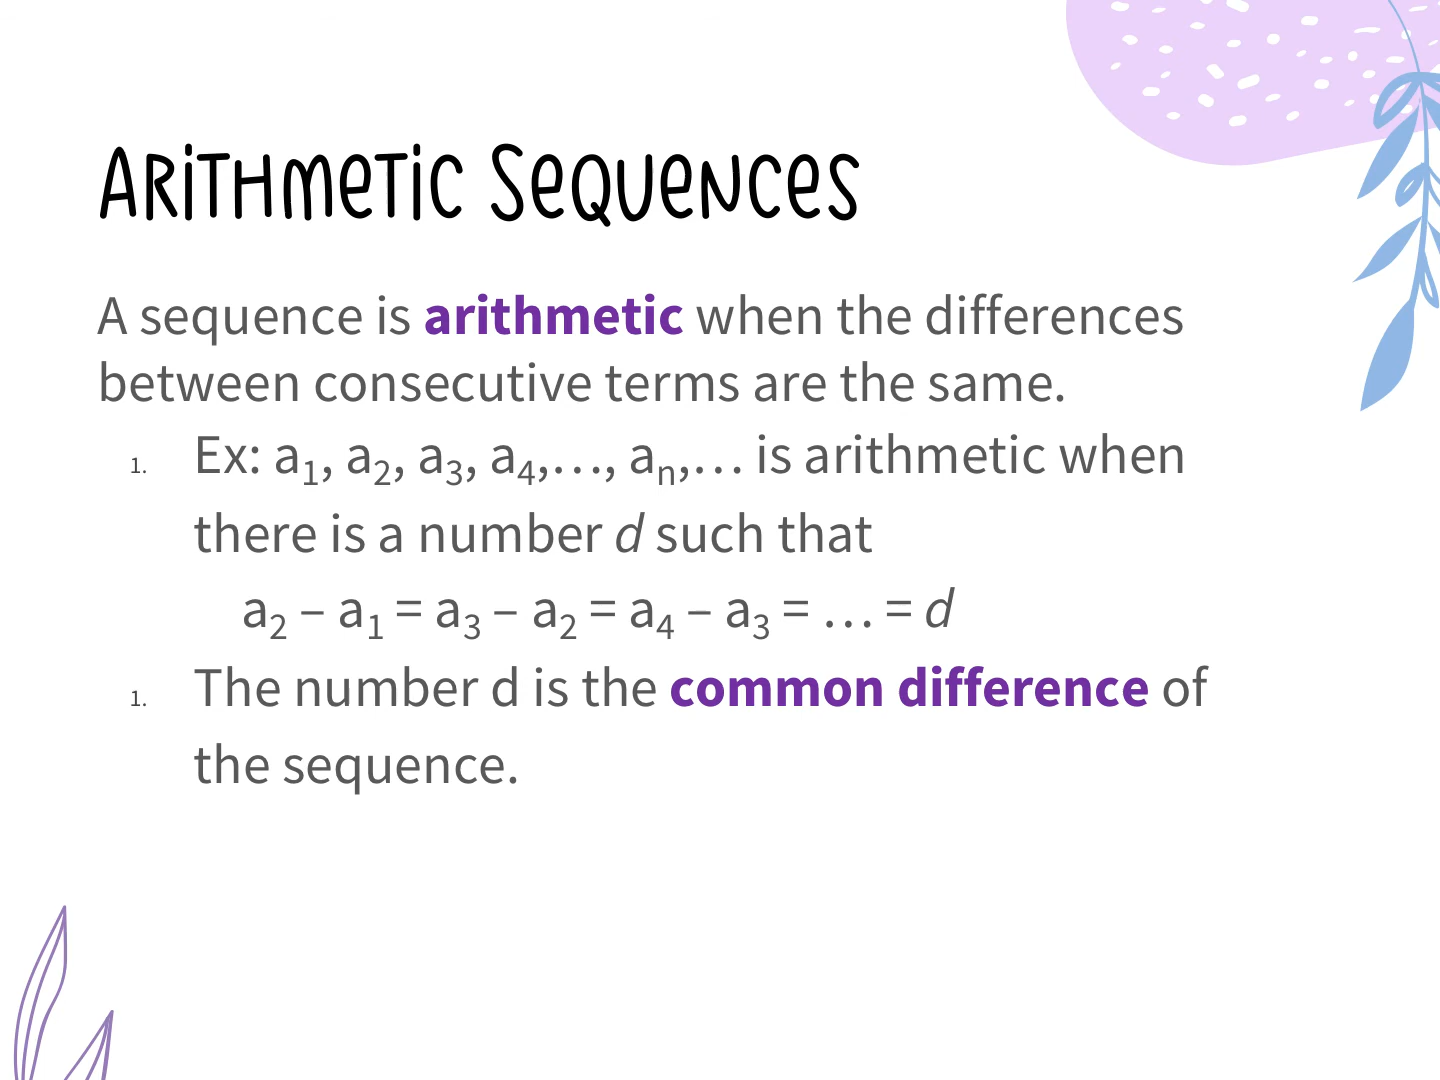 Arithmetic Sequences
A sequence is arithmetic when the differences
between consecutive terms are the same.
1. Ex: a₁, a₂, a₃, a₄,…, aₙ,… is arithmetic when
there is a number d such that
a₂ – a₁ = a₃ – a₂ = a₄ – a₃ = … = d
1. The number d is the common difference of
the sequence.